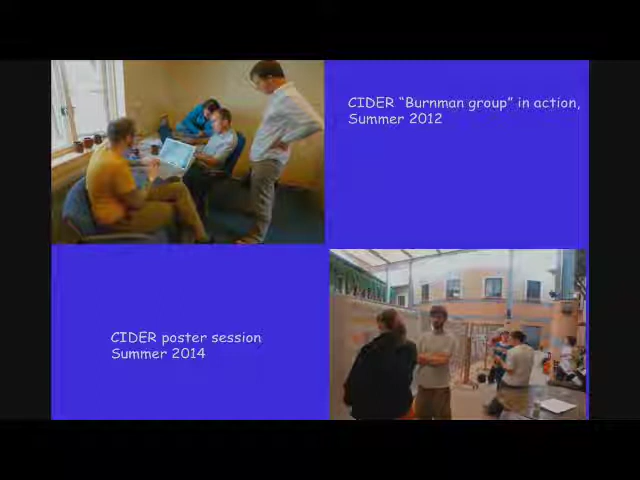 CIDER “Burnman group” in action,
Summer 2012
CIDER poster session
Summer 2014